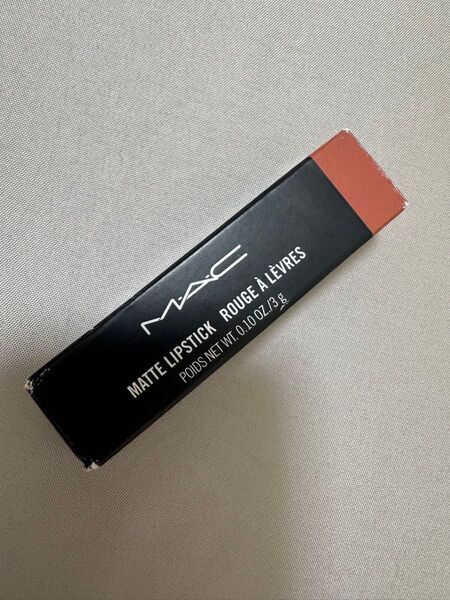 M·A·C
MATTE LIPSTICK ROUGE À LÈVRES
POIDS NET WT. 0.10 OZ./3 g